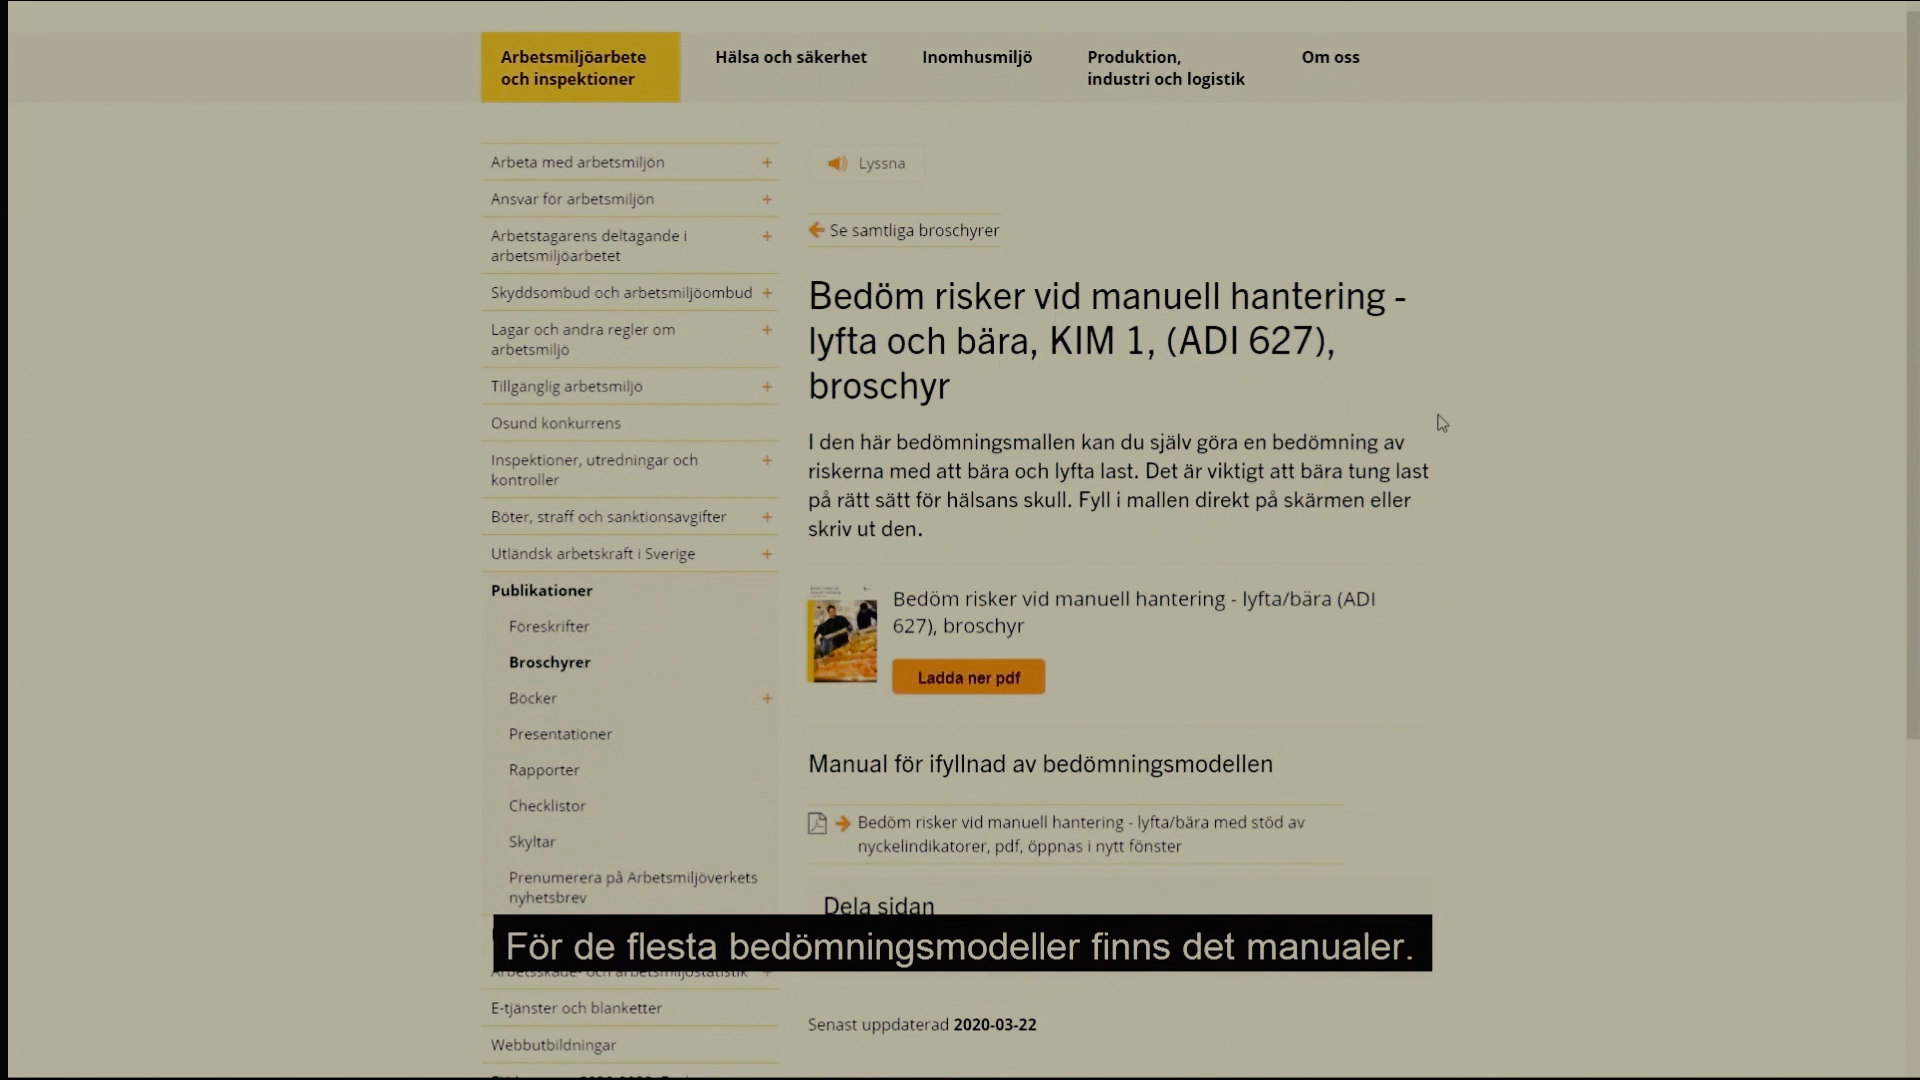 Arbetsmiljöarbete
och inspektioner
Hälsa och säkerhet
Inomhusmiljö
Produktion,
industri och logistik
Om oss
Arbeta med arbetsmiljön
Ansvar för arbetsmiljön
Arbetstagarens deltagande i
arbetsmiljöarbetet
Skyddsombud och arbetsmiljöombud
Lagar och andra regler om
arbetsmiljö
Tillgänglig arbetsmiljö
Osund konkurrens
Inspektioner, utredningar och
kontroller
Böter, straff och sanktionsavgifter
Utländsk arbetskraft i Sverige
Publikationer
Föreskrifter
Broschyrer
Böcker
Presentationer
Rapporter
Checklistor
Skyltar
Prenumerera på Arbetsmiljöverkets
nyhetsbrev
Arbetsskade- och arbetsmiljöstatistik
E-tjänster och blanketter
Webbutbildningar
Lyssna
Se samtliga broschyrer
Bedöm risker vid manuell hantering -
lyfta och bära, KIM 1, (ADI 627),
broschyr
I den här bedömningsmallen kan du själv göra en bedömning av
riskerna med att bära och lyfta last. Det är viktigt att bära tung last
på rätt sätt för hälsans skull. Fyll i mallen direkt på skärmen eller
skriv ut den.
Bedöm risker vid manuell hantering - lyfta/bära (ADI
627), broschyr
Ladda ner pdf
Manual för ifyllnad av bedömningsmodellen
Bedöm risker vid manuell hantering - lyfta/bära med stöd av
nyckelindikatorer, pdf, öppnas i nytt fönster
Dela sidan
För de flesta bedömningsmodeller finns det manualer.
Senast uppdaterad 2020-03-22